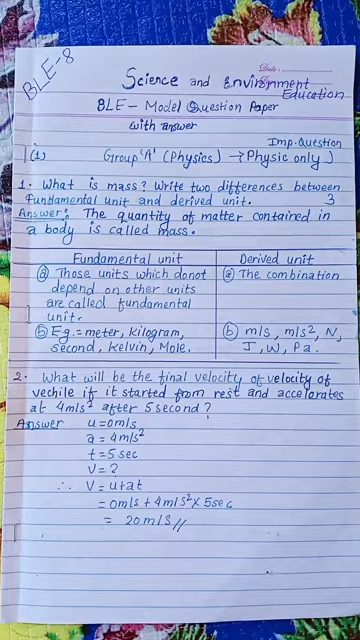 BLE-8
Date:
Science and Environment
Education
BLE- Model Question Paper
with answer
Imp. Question
(1) Group 'A' (Physics) → Physic only)
1. What is mass? Write two differences between
fundamental unit and derived unit. 3
Answer: The quantity of matter contained in
a body is called mass.
Fundamental unit
Derived unit
(a) Those units which donot
depend on other units
are called fundamental
unit.
(a) The combination
(b) Eg.= meter, Kilogram,
second, Kelvin, Mole.
(b) m/s, m/s², N,
J, W, Pa.
2. What will be the final velocity of velocity of
vechile if it started from rest and accelarates
at 4m/s² after 5 second?
Answer u = 0m/s
a = 4m/s²
t = 5 sec
V = ?
∴ V = u+at
= 0m/s + 4m/s² × 5sec
= 20m/s //